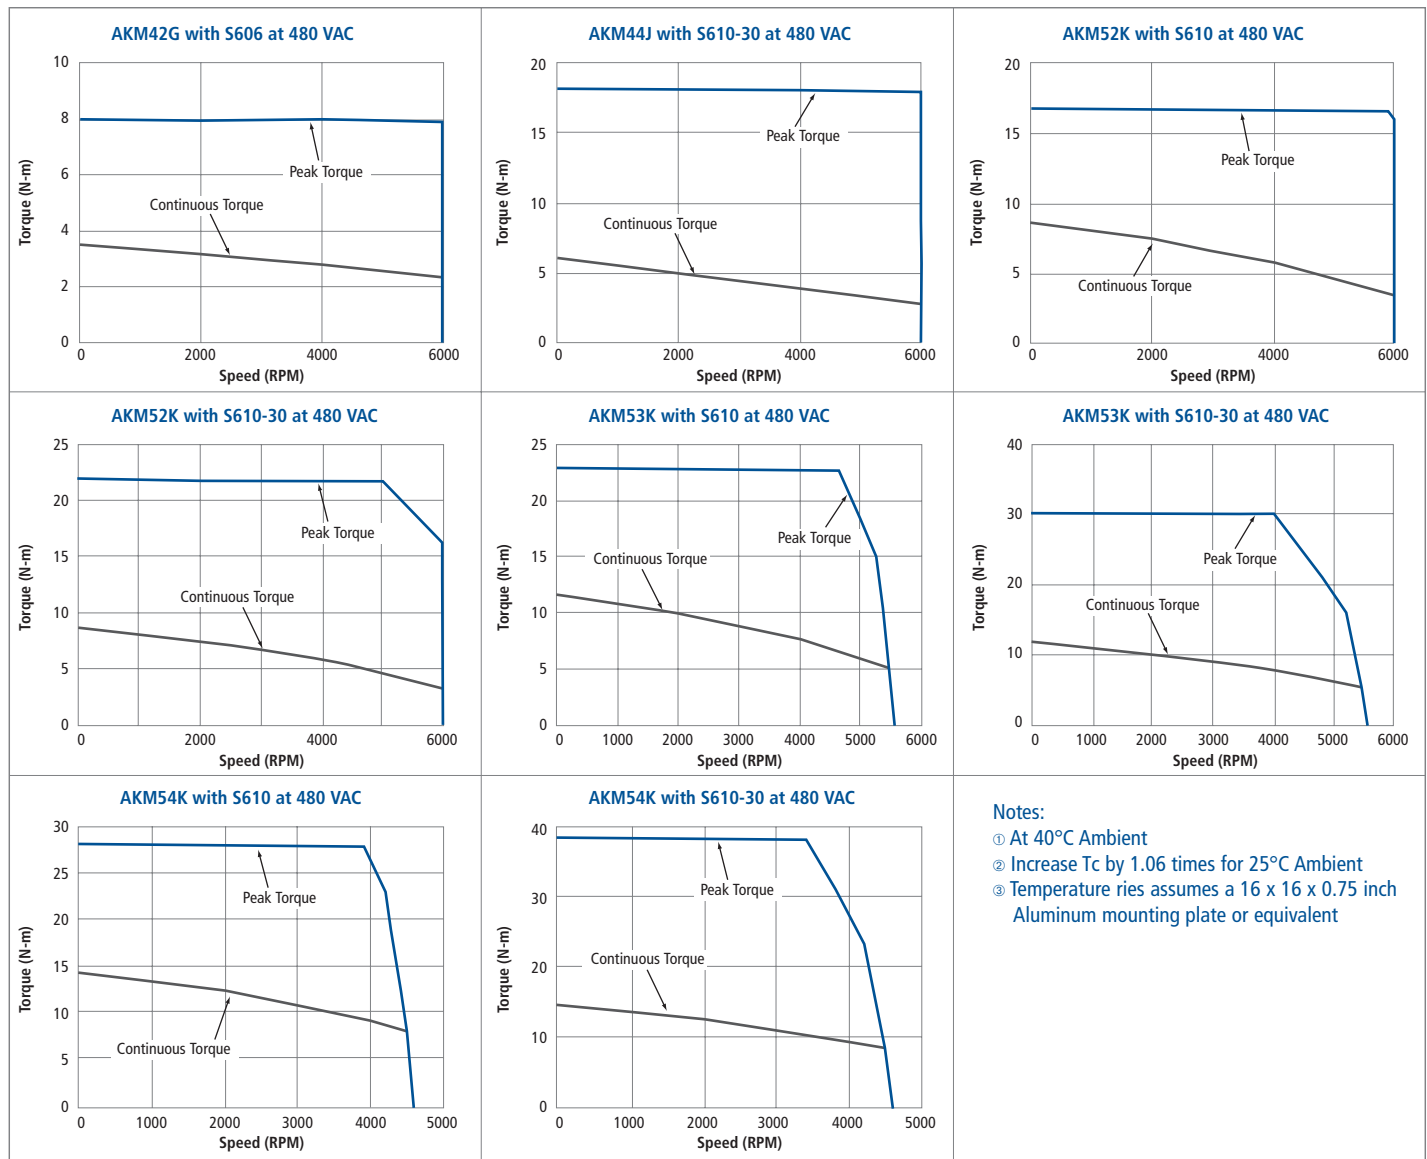 AKM42G with S606 at 480 VAC
Torque (N-m)
10
8
6
4
2
0
Peak Torque
Continuous Torque
0 2000 4000 6000
Speed (RPM)
AKM44J with S610-30 at 480 VAC
Torque (N-m)
20
15
10
5
0
Peak Torque
Continuous Torque
0 2000 4000 6000
Speed (RPM)
AKM52K with S610 at 480 VAC
Torque (N-m)
20
15
10
5
0
Peak Torque
Continuous Torque
0 2000 4000 6000
Speed (RPM)
AKM52K with S610-30 at 480 VAC
Torque (N-m)
25
20
15
10
5
0
Peak Torque
Continuous Torque
0 2000 4000 6000
Speed (RPM)
AKM53K with S610 at 480 VAC
Torque (N-m)
25
20
15
10
5
0
Peak Torque
Continuous Torque
0 1000 2000 3000 4000 5000 6000
Speed (RPM)
AKM53K with S610-30 at 480 VAC
Torque (N-m)
40
30
20
10
0
Peak Torque
Continuous Torque
0 1000 2000 3000 4000 5000 6000
Speed (RPM)
AKM54K with S610 at 480 VAC
Torque (N-m)
30
25
20
15
10
5
0
Peak Torque
Continuous Torque
0 1000 2000 3000 4000 5000
Speed (RPM)
AKM54K with S610-30 at 480 VAC
Torque (N-m)
40
30
20
10
0
Peak Torque
Continuous Torque
0 1000 2000 3000 4000 5000
Speed (RPM)
Notes:
① At 40°C Ambient
② Increase Tc by 1.06 times for 25°C Ambient
③ Temperature ries assumes a 16 x 16 x 0.75 inch
Aluminum mounting plate or equivalent